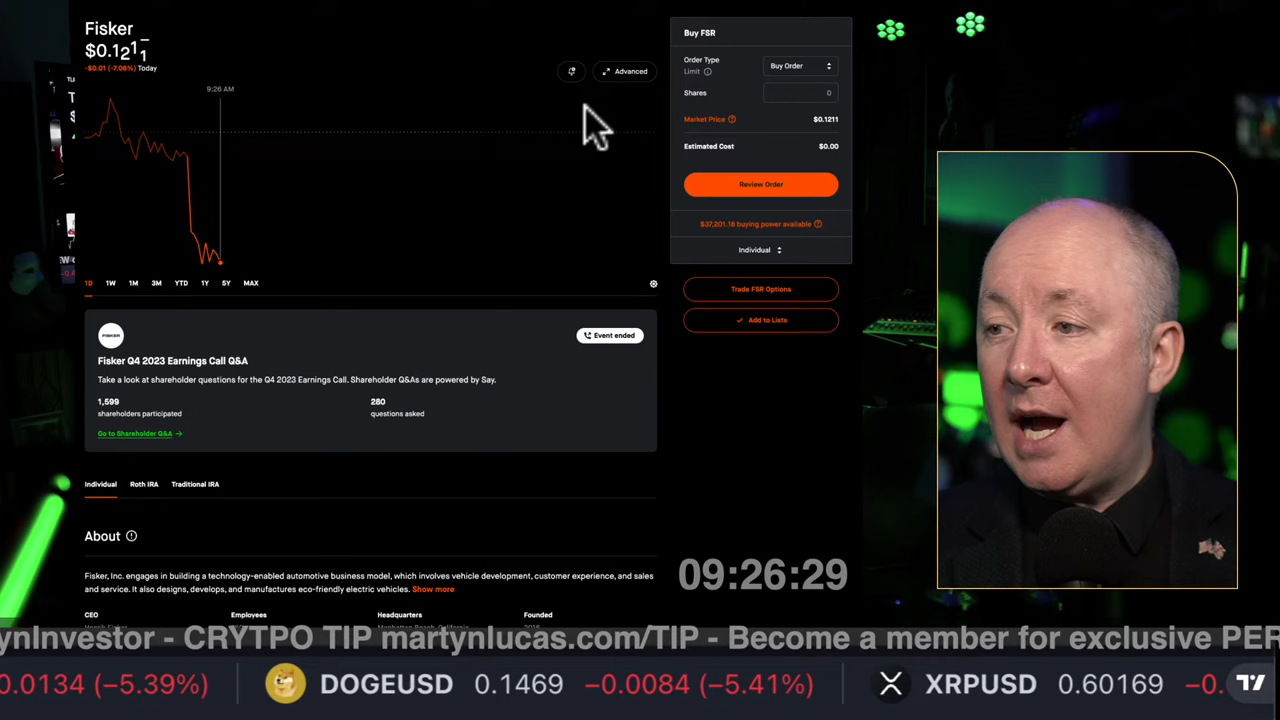 Fisker
$0.1211
-$0.01 (-7.06%) Today
Advanced
9:26 AM
1D 1W 1M 3M YTD 1Y 5Y MAX
FISKER
Event ended
Fisker Q4 2023 Earnings Call Q&A
Take a look at shareholder questions for the Q4 2023 Earnings Call. Shareholder Q&As are powered by Say.
1,599 280
shareholders participated questions asked
Go to Shareholder Q&A →
Individual Roth IRA Traditional IRA
About
Fisker, Inc. engages in building a technology-enabled automotive business model, which involves vehicle development, customer experience, and sales
and service. It also designs, develops, and manufactures eco-friendly electric vehicles. Show more
CEO Employees Headquarters Founded
Buy FSR
Order Type
Limit
Buy Order
Shares 0
Market Price $0.1211
Estimated Cost $0.00
Review Order
$37,201.18 buying power available
Individual
Trade FSR Options
Add to Lists
09:26:29
ynInvestor - CRYTPO TIP martynlucas.com/TIP - Become a member for exclusive PER
0.0134 (−5.39%) DOGEUSD 0.1469 −0.0084 (−5.41%) XRPUSD 0.60169 −0.